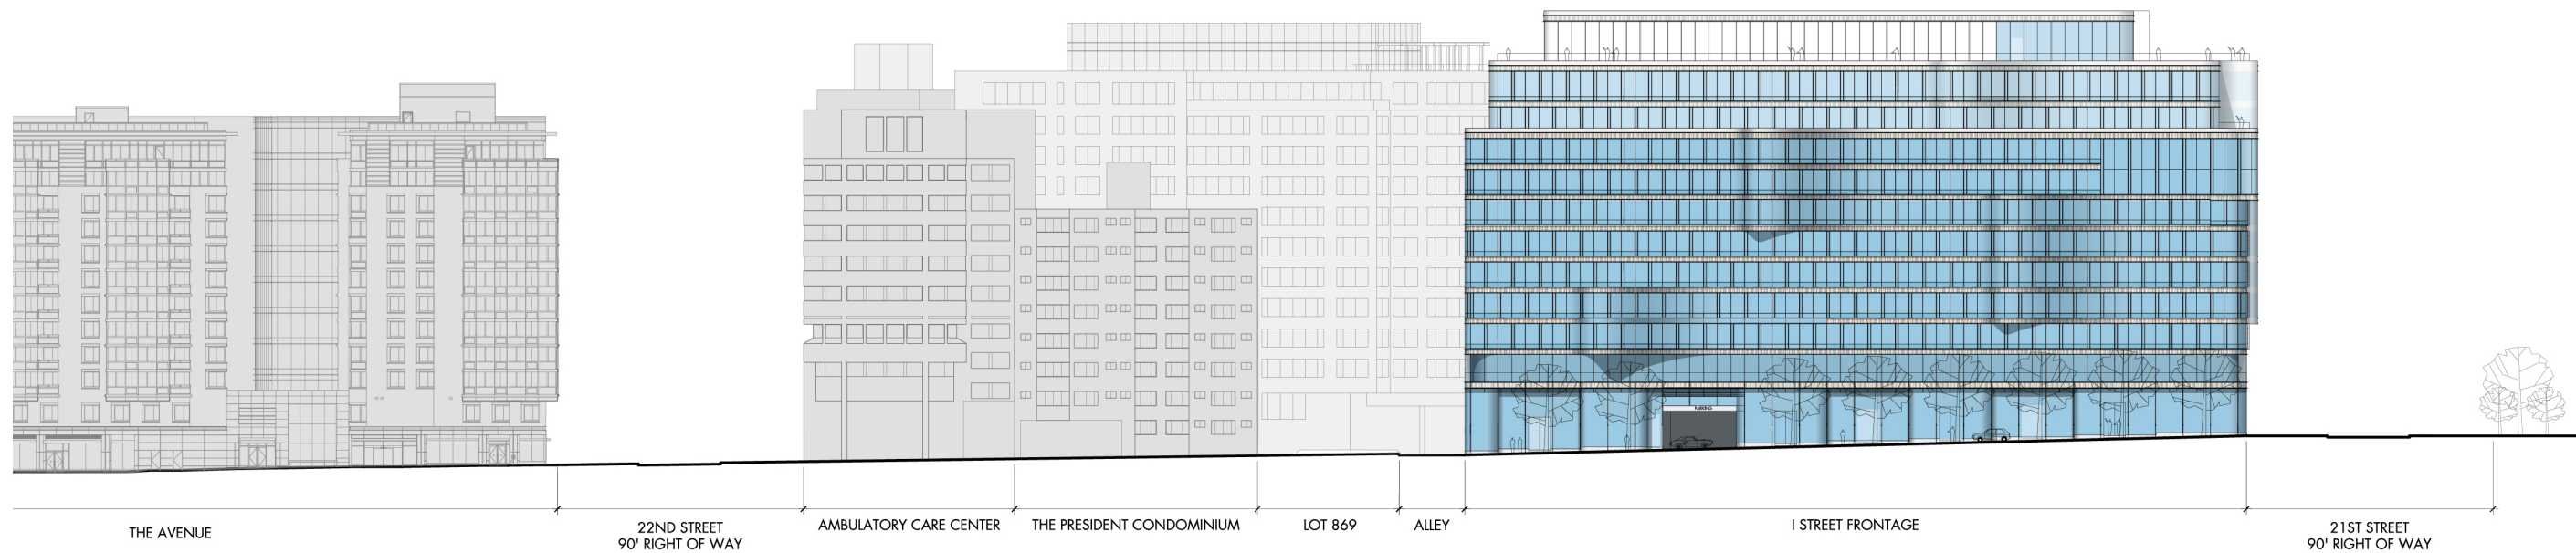 PARKING
THE AVENUE
22ND STREET
90' RIGHT OF WAY
AMBULATORY CARE CENTER
THE PRESIDENT CONDOMINIUM
LOT 869
ALLEY
I STREET FRONTAGE
21ST STREET
90' RIGHT OF WAY